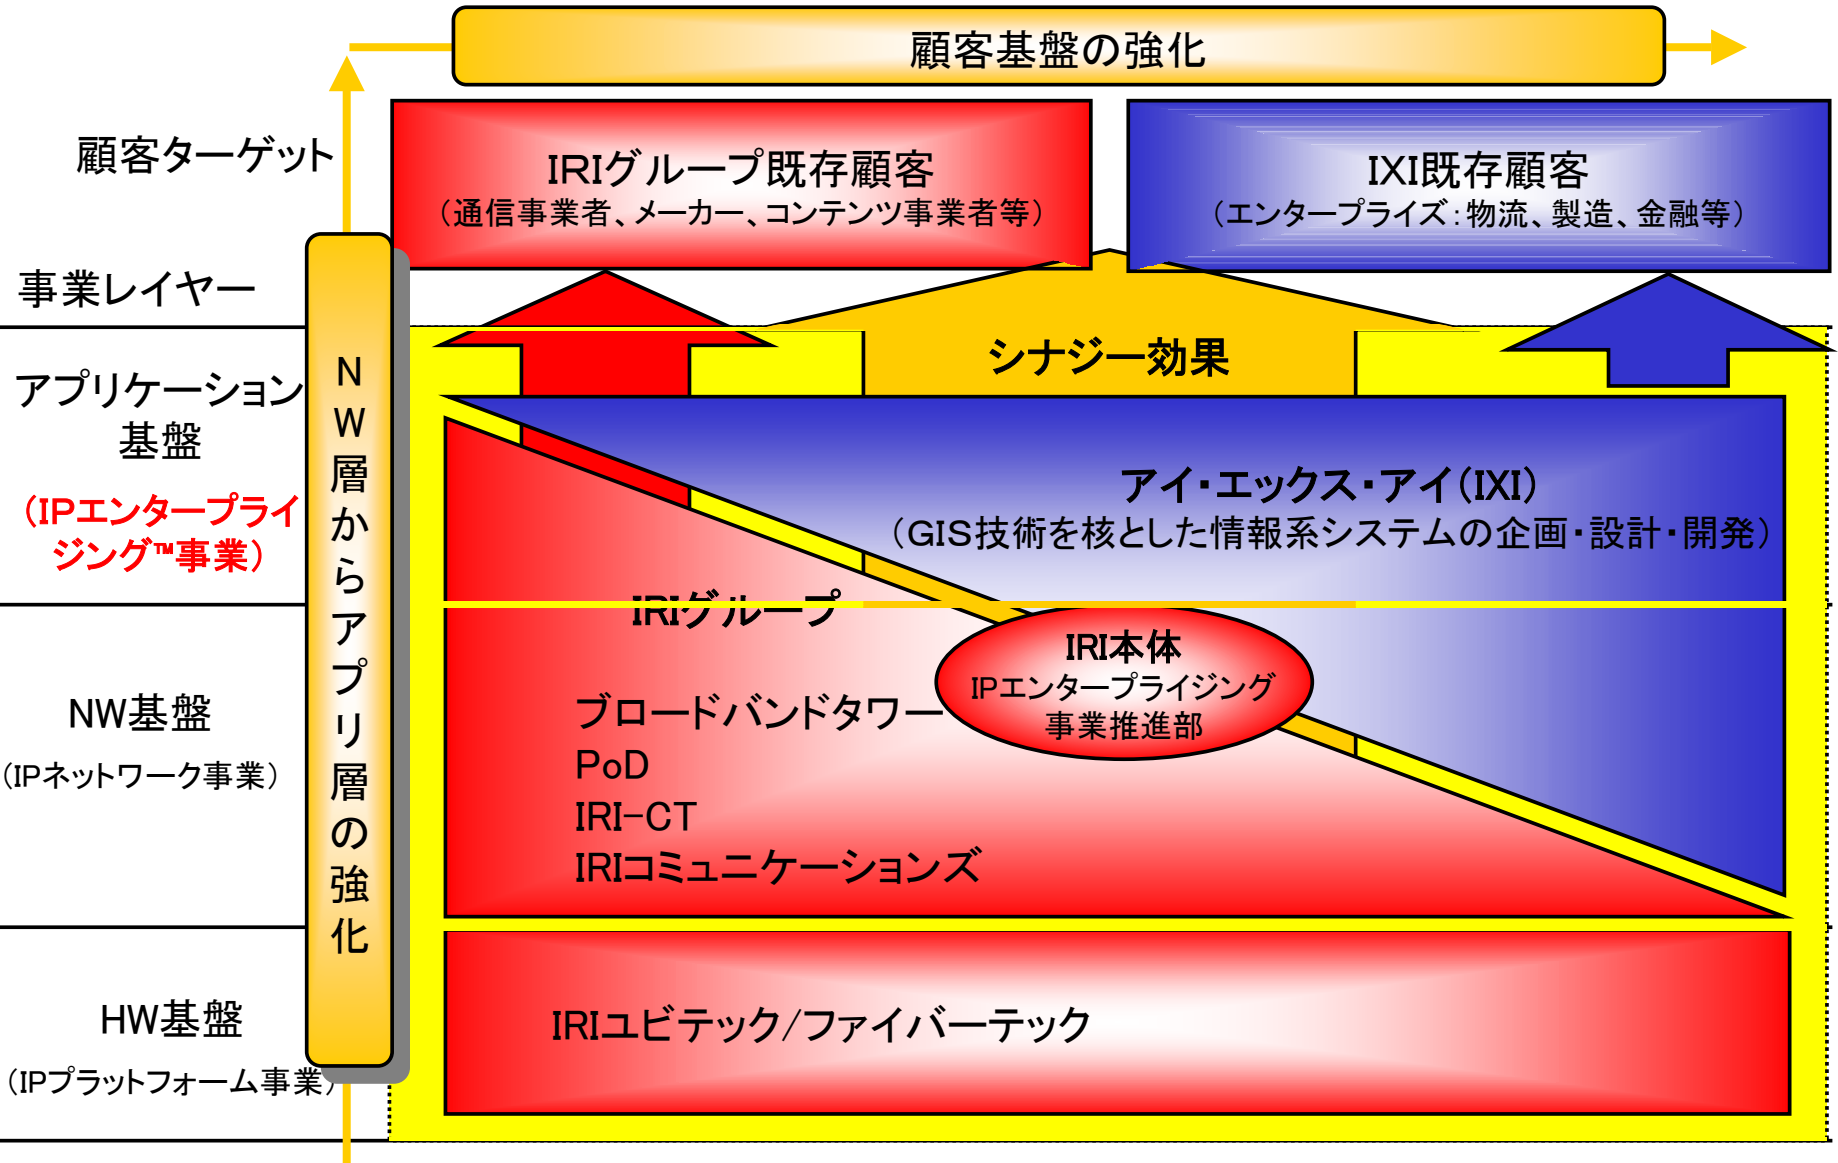 顧客基盤の強化
顧客ターゲット
IRIグループ既存顧客
（通信事業者、メーカー、コンテンツ事業者等）
IXI既存顧客
（エンタープライズ：物流、製造、金融等）
事業レイヤー
シナジー効果
アプリケーション
基盤
（IPエンタープライ
ジング™事業）
NW層からアプリ層の強化
アイ・エックス・アイ（IXI）
（GIS技術を核とした情報系システムの企画・設計・開発）
IRIグループ
IRI本体
IPエンタープライジング
事業推進部
NW基盤
（IPネットワーク事業）
ブロードバンドタワー
PoD
IRI-CT
IRIコミュニケーションズ
HW基盤
（IPプラットフォーム事業）
IRIユビテック/ファイバーテック